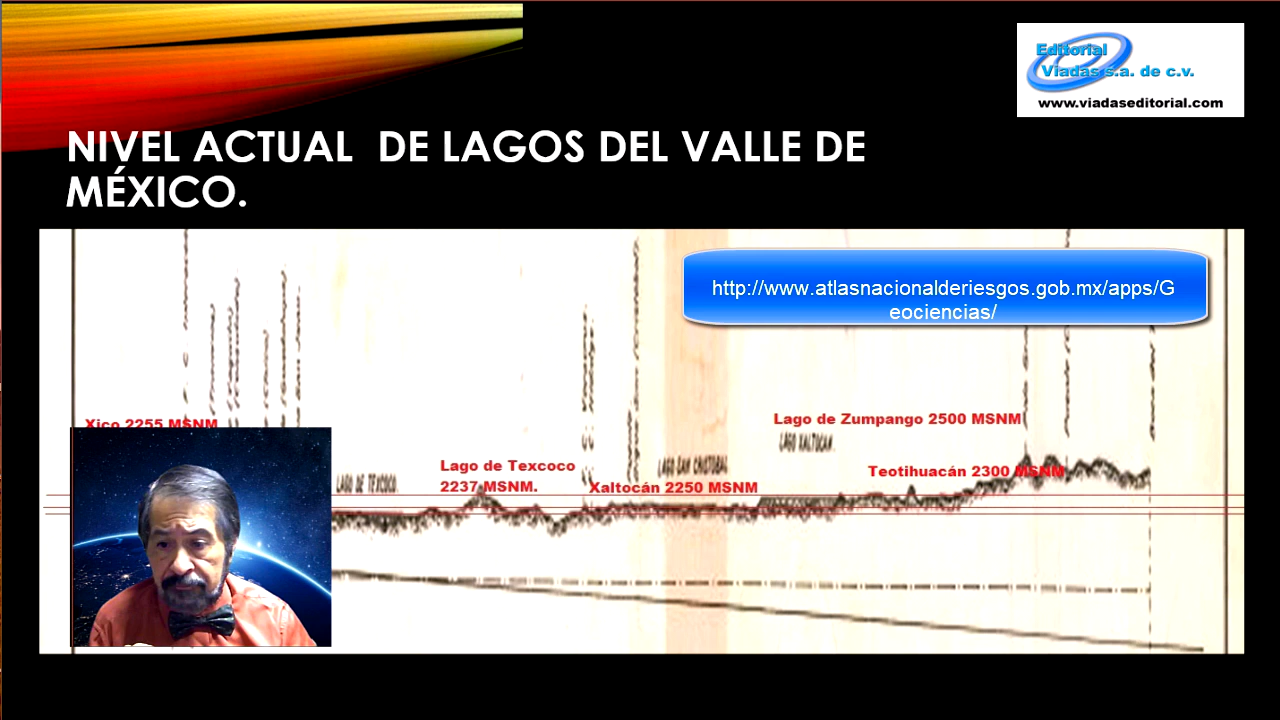 Editorial
Viadas s.a. de c.v.
www.viadaseditorial.com
NIVEL ACTUAL DE LAGOS DEL VALLE DE
MÉXICO.
http://www.atlasnacionalderiesgos.gob.mx/apps/G
eociencias/
Xico 2255 MSNM
Lago de Zumpango 2500 MSNM
LAGO XALTOCAN.
Lago de Texcoco
2237 MSNM.
LAGO DE TEXCOCO.
LAGO SAN CRISTOBAL
Teotihuacán 2300 MSNM
Xaltocán 2250 MSNM